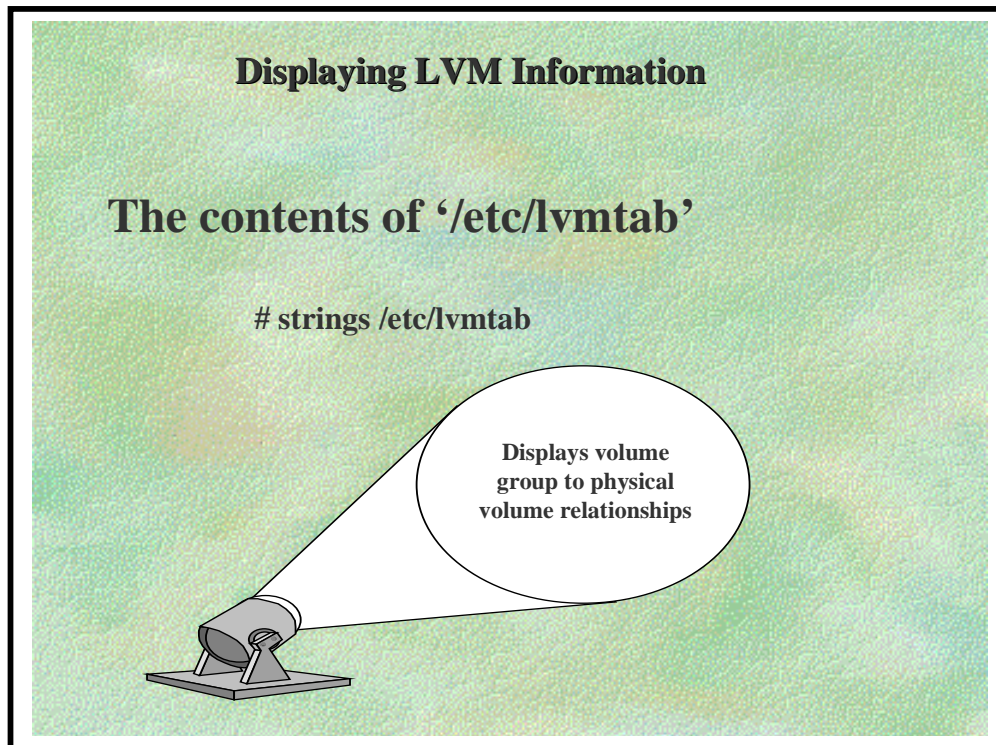 Displaying LVM Information
The contents of ‘/etc/lvmtab’
# strings /etc/lvmtab
Displays volume
group to physical
volume relationships